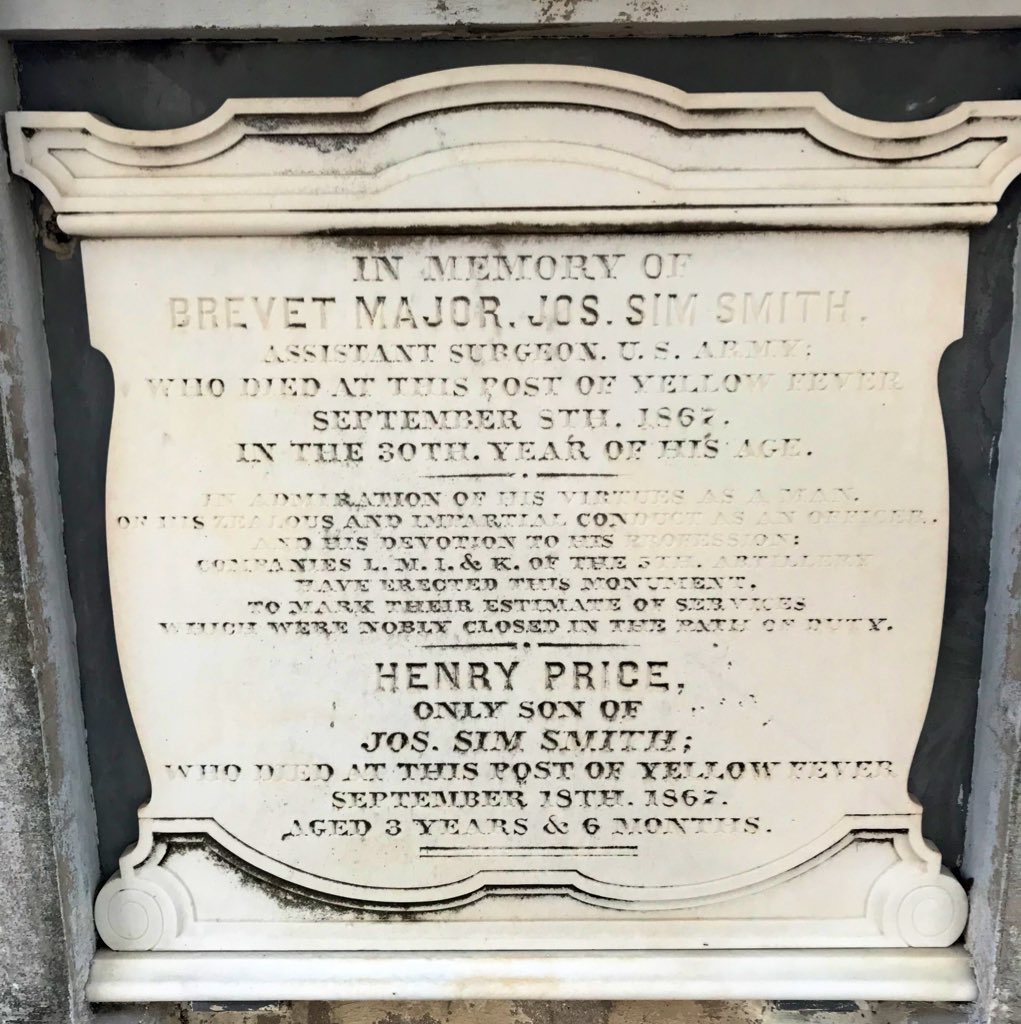 IN MEMORY OF
BREVET MAJOR. JOS. SIM SMITH.
ASSISTANT SURGEON. U. S. ARMY;
WHO DIED AT THIS POST OF YELLOW FEVER
SEPTEMBER 8TH. 1867.
IN THE 30TH. YEAR OF HIS AGE.
IN ADMIRATION OF HIS VIRTUES AS A MAN.
OF HIS ZEALOUS AND IMPARTIAL CONDUCT AS AN OFFICER.
AND HIS DEVOTION TO HIS PROFESSION:
COMPANIES L. M. I. & K. OF THE 5TH. ARTILLERY
HAVE ERECTED THIS MONUMENT.
TO MARK THEIR ESTIMATE OF SERVICES
WHICH WERE NOBLY CLOSED IN THE PATH OF DUTY.
HENRY PRICE,
ONLY SON OF
JOS. SIM SMITH;
WHO DIED AT THIS POST OF YELLOW FEVER
SEPTEMBER 18TH. 1867.
AGED 3 YEARS & 6 MONTHS.